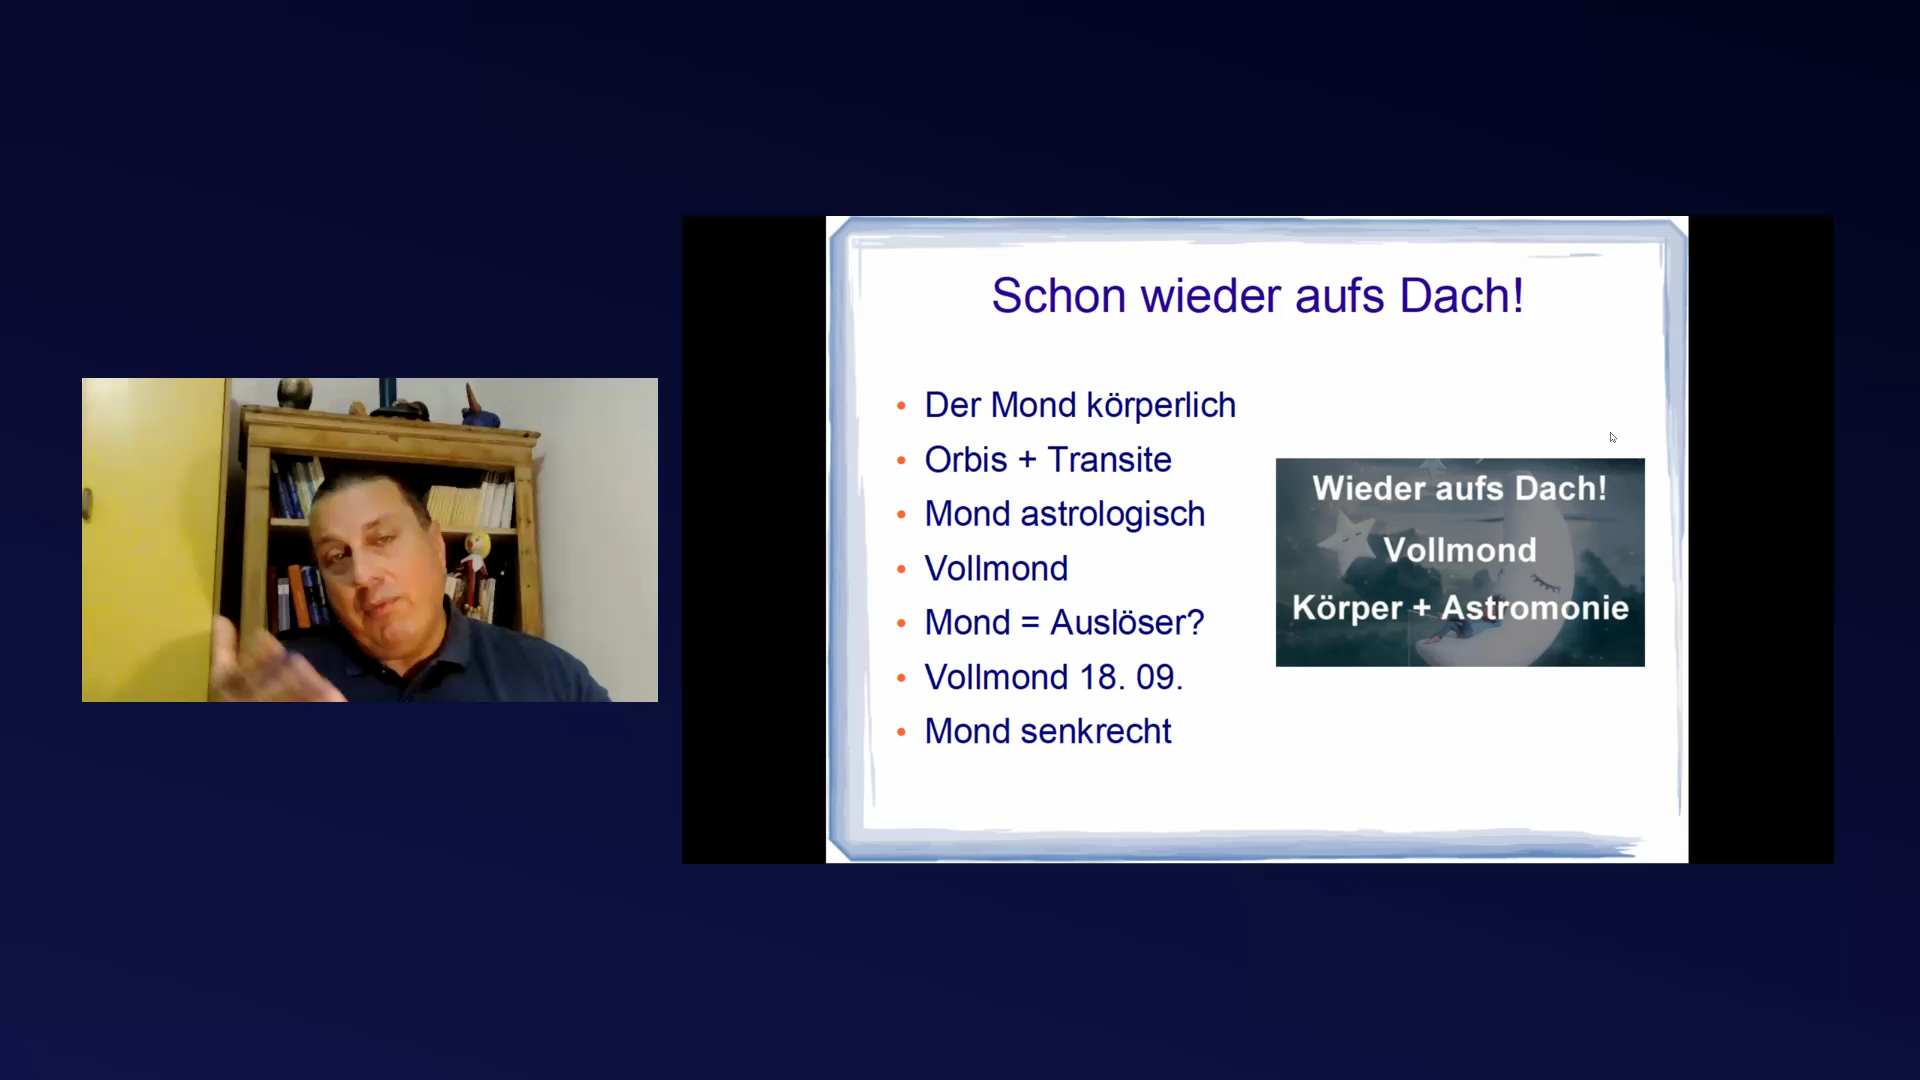 Schon wieder aufs Dach!
• Der Mond körperlich
• Orbis + Transite
• Mond astrologisch
• Vollmond
• Mond = Auslöser?
• Vollmond 18. 09.
• Mond senkrecht
Wieder aufs Dach!
Vollmond
Körper + Astromonie